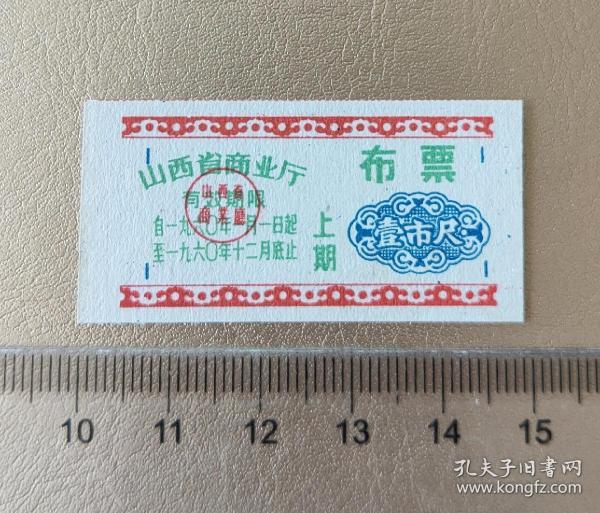 山西省商业厅
布票
有效期限
自一九六〇年一月一日起
至一九六〇年十二月底止
上期
壹市尺
山西省
商业厅
10 11 12 13 14 15
孔夫子旧书网
www.kongfz.com